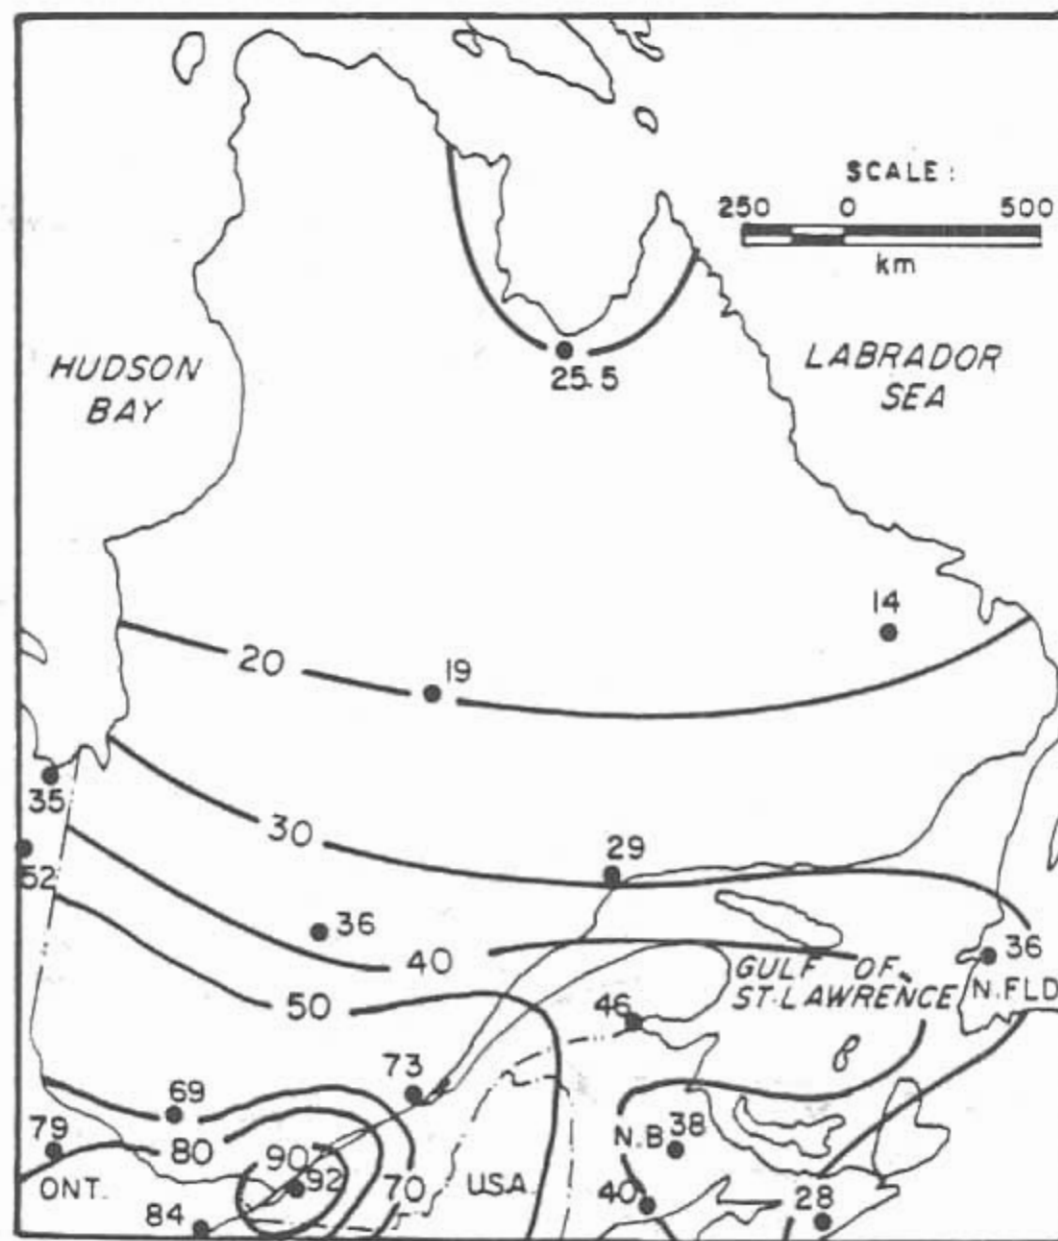 SCALE :
250 0 500
km
HUDSON
BAY
LABRADOR
SEA
25.5
14
20
19
35
30
29
52
36
40
36
GULF OF
ST. LAWRENCE
N.FLD
50
46
73
69
79
80
N.B 38
90
92
ONT.
70
USA
40
28
84